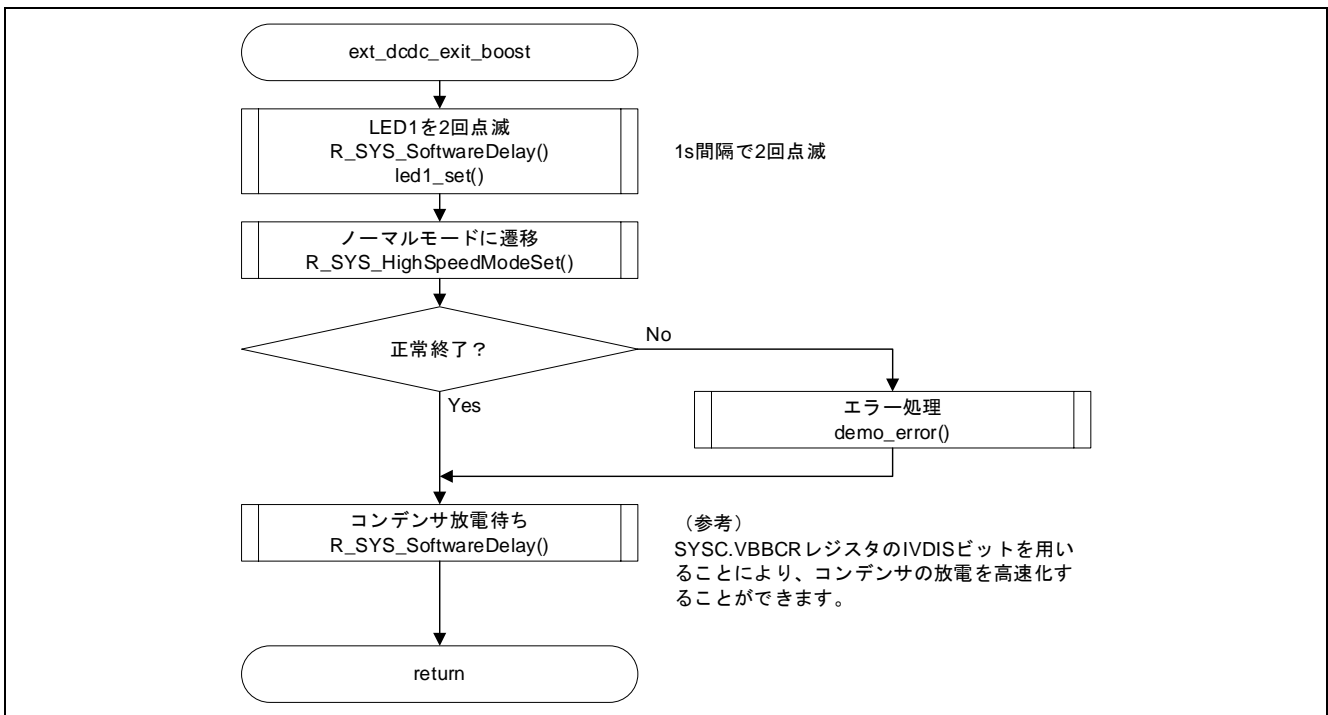 ext_dcdc_exit_boost
LED1を2回点滅
R_SYS_SoftwareDelay()
led1_set()
1s間隔で2回点滅
ノーマルモードに遷移
R_SYS_HighSpeedModeSet()
正常終了？
No
Yes
エラー処理
demo_error()
コンデンサ放電待ち
R_SYS_SoftwareDelay()
（参考）
SYSC.VBBCRレジスタのIVDISビットを用い
ることにより、コンデンサの放電を高速化す
ることができます。
return